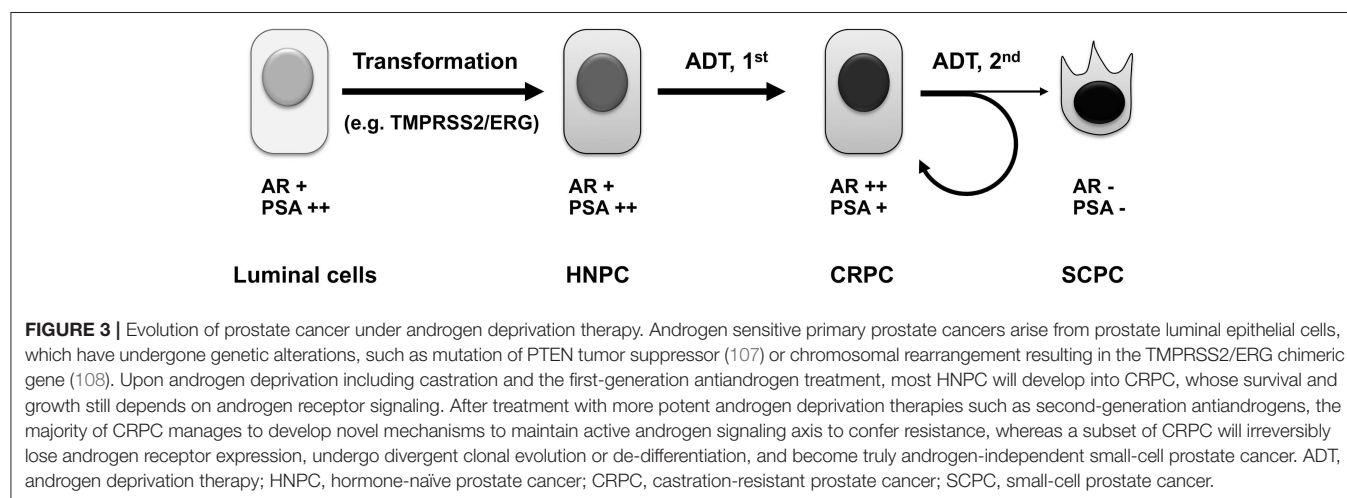 Transformation
(e.g. TMPRSS2/ERG)
ADT, 1st
ADT, 2nd
AR +
PSA ++
AR +
PSA ++
AR ++
PSA +
AR -
PSA -
Luminal cells
HNPC
CRPC
SCPC
FIGURE 3 | Evolution of prostate cancer under androgen deprivation therapy. Androgen sensitive primary prostate cancers arise from prostate luminal epithelial cells,
which have undergone genetic alterations, such as mutation of PTEN tumor suppressor (107) or chromosomal rearrangement resulting in the TMPRSS2/ERG chimeric
gene (108). Upon androgen deprivation including castration and the first-generation antiandrogen treatment, most HNPC will develop into CRPC, whose survival and
growth still depends on androgen receptor signaling. After treatment with more potent androgen deprivation therapies such as second-generation antiandrogens, the
majority of CRPC manages to develop novel mechanisms to maintain active androgen signaling axis to confer resistance, whereas a subset of CRPC will irreversibly
lose androgen receptor expression, undergo divergent clonal evolution or de-differentiation, and become truly androgen-independent small-cell prostate cancer. ADT,
androgen deprivation therapy; HNPC, hormone-naïve prostate cancer; CRPC, castration-resistant prostate cancer; SCPC, small-cell prostate cancer.